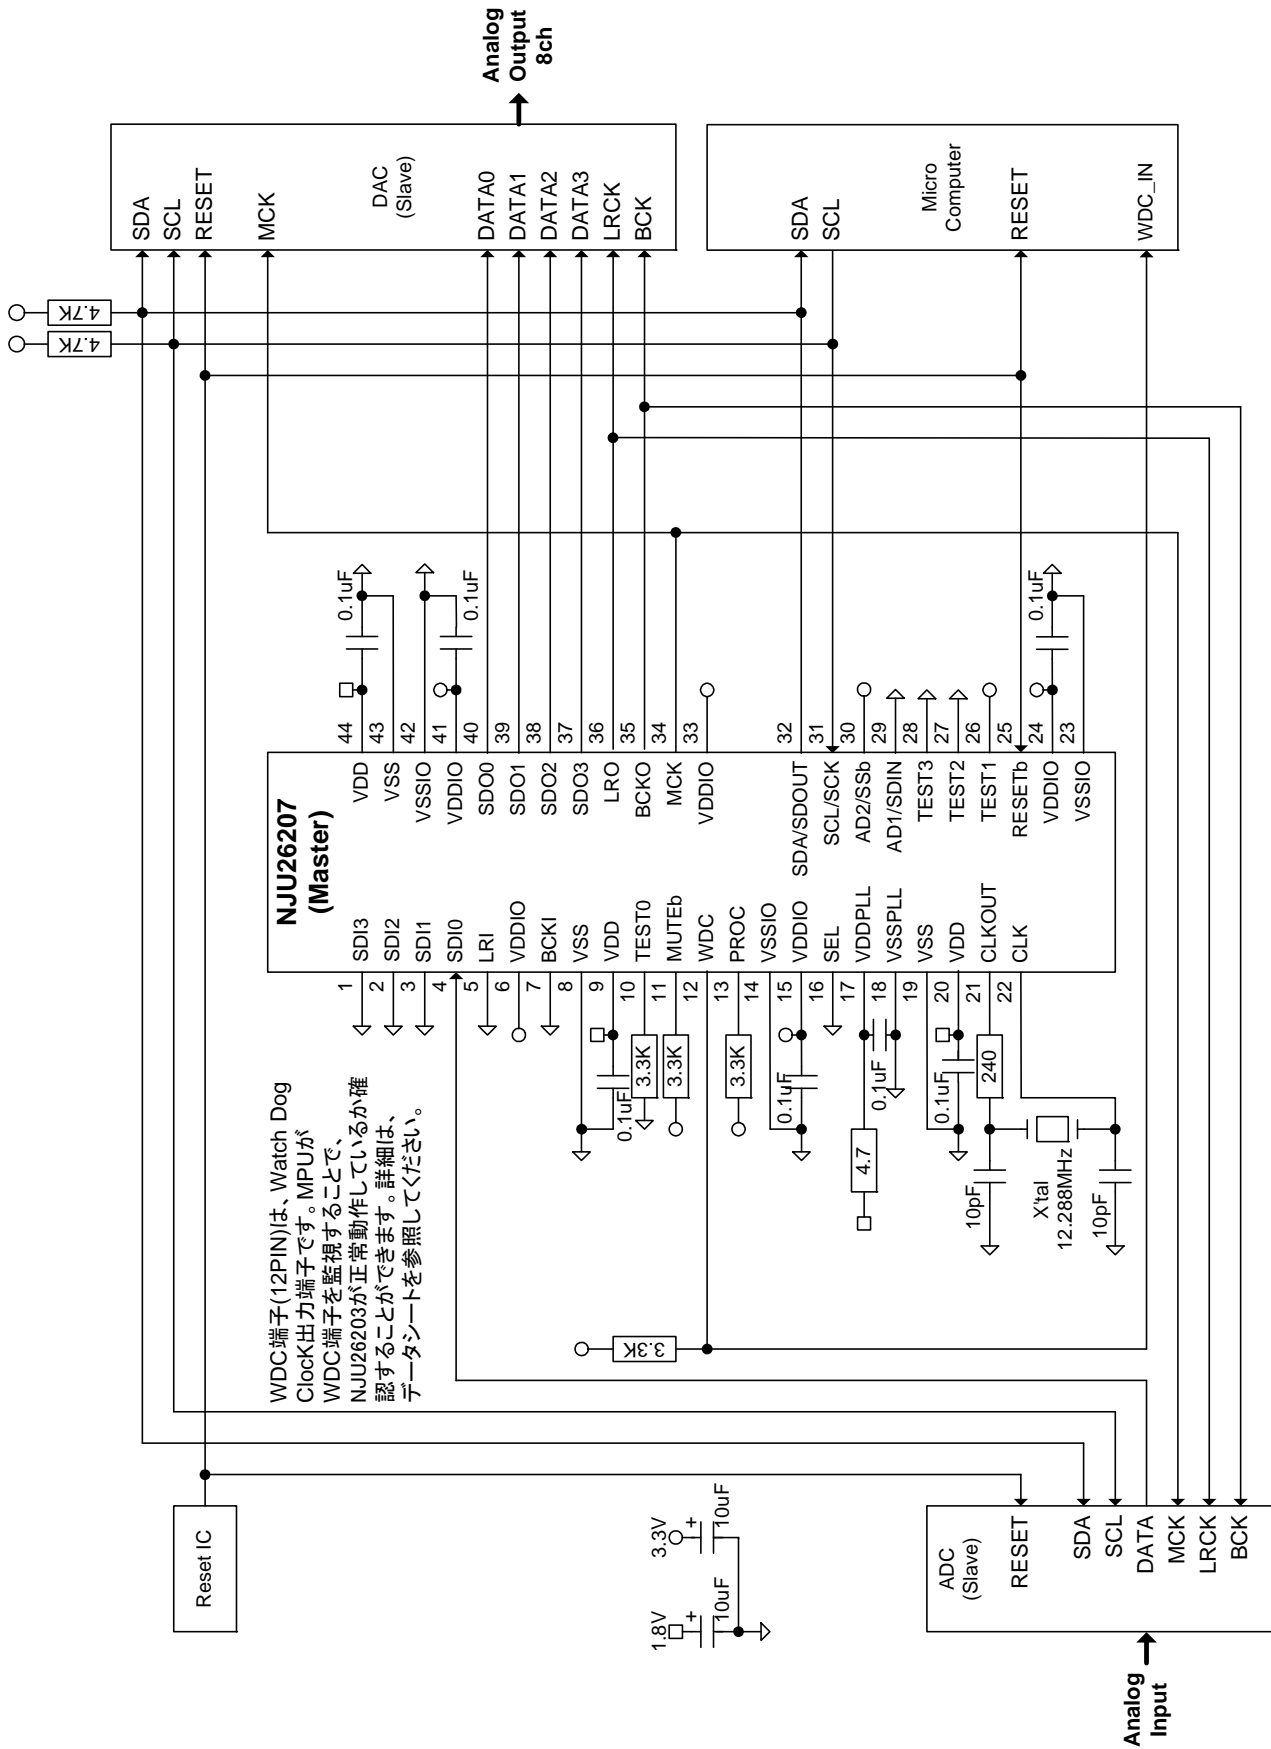 Analog
Output
8ch
DAC
(Slave)
SDA
SCL
RESET
MCK
DATA0
DATA1
DATA2
DATA3
LRCK
BCK
Micro
Computer
SDA
SCL
RESET
WDC_IN
4.7K
4.7K
NJU26207
(Master)
44 VDD
43 VSS
42 VSSIO
41 VDDIO
40 SDO0
39 SDO1
38 SDO2
37 SDO3
36 LRO
35 BCKO
34 MCK
33 VDDIO
32 SDA/SDOUT
31 SCL/SCK
30 AD2/SSb
29 AD1/SDIN
28 TEST3
27 TEST2
26 TEST1
25 RESETb
24 VDDIO
23 VSSIO
0.1uF
0.1uF
0.1uF
1 SDI3
2 SDI2
3 SDI1
4 SDI0
5 LRI
6 VDDIO
7 BCKI
8 VSS
9 VDD
10 TEST0
11 MUTEb
12 WDC
13 PROC
14 VSSIO
15 VDDIO
16 SEL
17 VDDPLL
18 VSSPLL
19 VSS
20 VDD
21 CLKOUT
22 CLK
0.1uF
3.3K
3.3K
3.3K
0.1uF
0.1uF
4.7
0.1uF
240
10pF
X'tal
12.288MHz
10pF
3.3K
WDC端子(12PIN)は、Watch Dog
ClocK出力端子です。MPUが
WDC端子を監視することで、
NJU26203が正常動作しているか確
認することができます。詳細は、
データシートを参照してください。
Reset IC
1.8V
+
10uF
3.3V
+
10uF
ADC
(Slave)
RESET
SDA
SCL
DATA
MCK
LRCK
BCK
Analog
Input